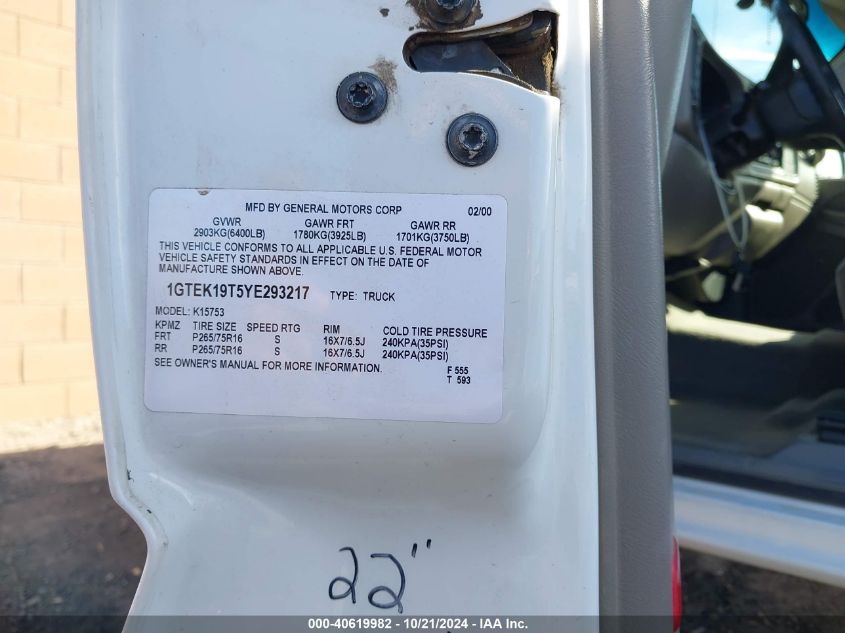 MFD BY GENERAL MOTORS CORP 02/00
GVWR GAWR FRT GAWR RR
2903KG(6400LB) 1780KG(3925LB) 1701KG(3750LB)
THIS VEHICLE CONFORMS TO ALL APPLICABLE U.S. FEDERAL MOTOR
VEHICLE SAFETY STANDARDS IN EFFECT ON THE DATE OF
MANUFACTURE SHOWN ABOVE.
1GTEK19T5YE293217 TYPE: TRUCK
MODEL: K15753
KPMZ TIRE SIZE SPEED RTG RIM COLD TIRE PRESSURE
FRT P265/75R16 S 16X7/6.5J 240KPA(35PSI)
RR P265/75R16 S 16X7/6.5J 240KPA(35PSI)
SEE OWNER'S MANUAL FOR MORE INFORMATION. F 555
T 593
22"
000-40619982 - 10/21/2024 - IAA Inc.